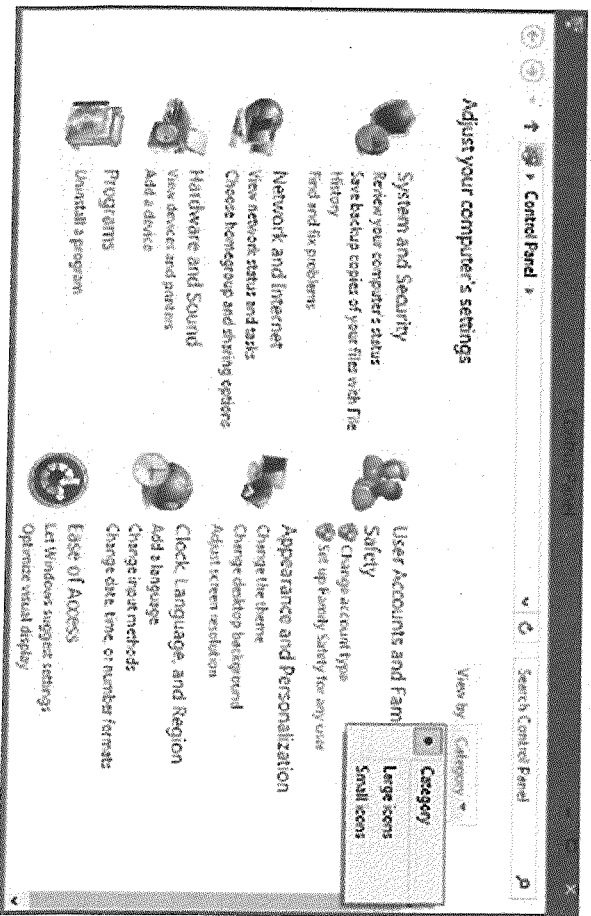 Control Panel
Control Panel
Search Control Panel
Adjust your computer's settings
View by: Category
Category
Large icons
Small icons
System and Security
Review your computer's status
Save backup copies of your files with File
History
Find and fix problems
Network and Internet
View network status and tasks
Choose homegroup and sharing options
Hardware and Sound
View devices and printers
Add a device
Programs
Uninstall a program
User Accounts and Fam
Safety
Change account type
Set up Family Safety for any user
Appearance and Personalization
Change the theme
Change desktop background
Adjust screen resolution
Clock, Language, and Region
Add a language
Change input methods
Change date, time, or number formats
Ease of Access
Let Windows suggest settings
Optimize visual display